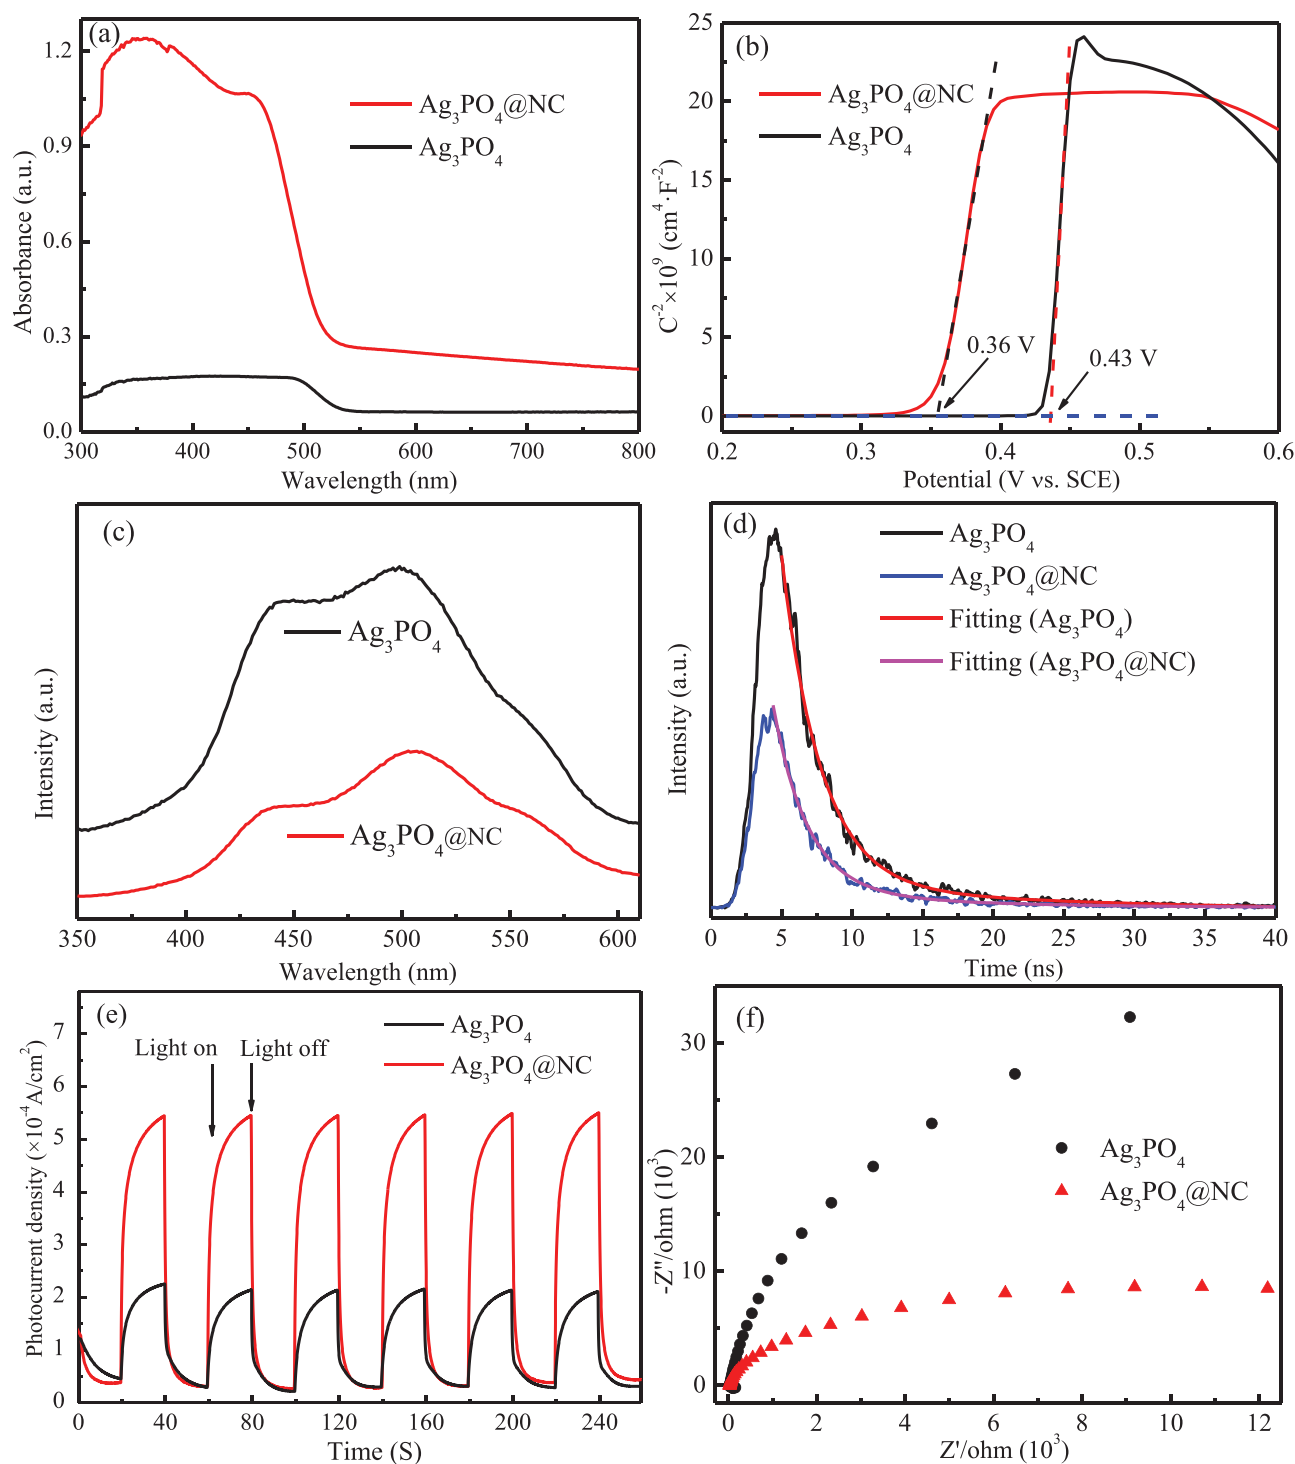 (a)
Ag₃PO₄@NC
Ag₃PO₄
Absorbance (a.u.)
1.2
0.9
0.6
0.3
0.0
300 400 500 600 700 800
Wavelength (nm)
(b)
Ag₃PO₄@NC
Ag₃PO₄
C⁻²×10⁹ (cm⁴·F⁻²)
25
20
15
10
5
0
0.36 V
0.43 V
0.2 0.3 0.4 0.5 0.6
Potential (V vs. SCE)
(c)
Ag₃PO₄
Ag₃PO₄@NC
Intensity (a.u.)
350 400 450 500 550 600
Wavelength (nm)
(d)
Ag₃PO₄
Ag₃PO₄@NC
Fitting (Ag₃PO₄)
Fitting (Ag₃PO₄@NC)
Intensity (a.u.)
0 5 10 15 20 25 30 35 40
Time (ns)
(e)
Ag₃PO₄
Ag₃PO₄@NC
Light on
Light off
Photocurrent density (×10⁻⁴A/cm²)
7
6
5
4
3
2
1
0
0 40 80 120 160 200 240
Time (S)
(f)
Ag₃PO₄
Ag₃PO₄@NC
-Z''/ohm (10³)
30
20
10
0
0 2 4 6 8 10 12
Z'/ohm (10³)